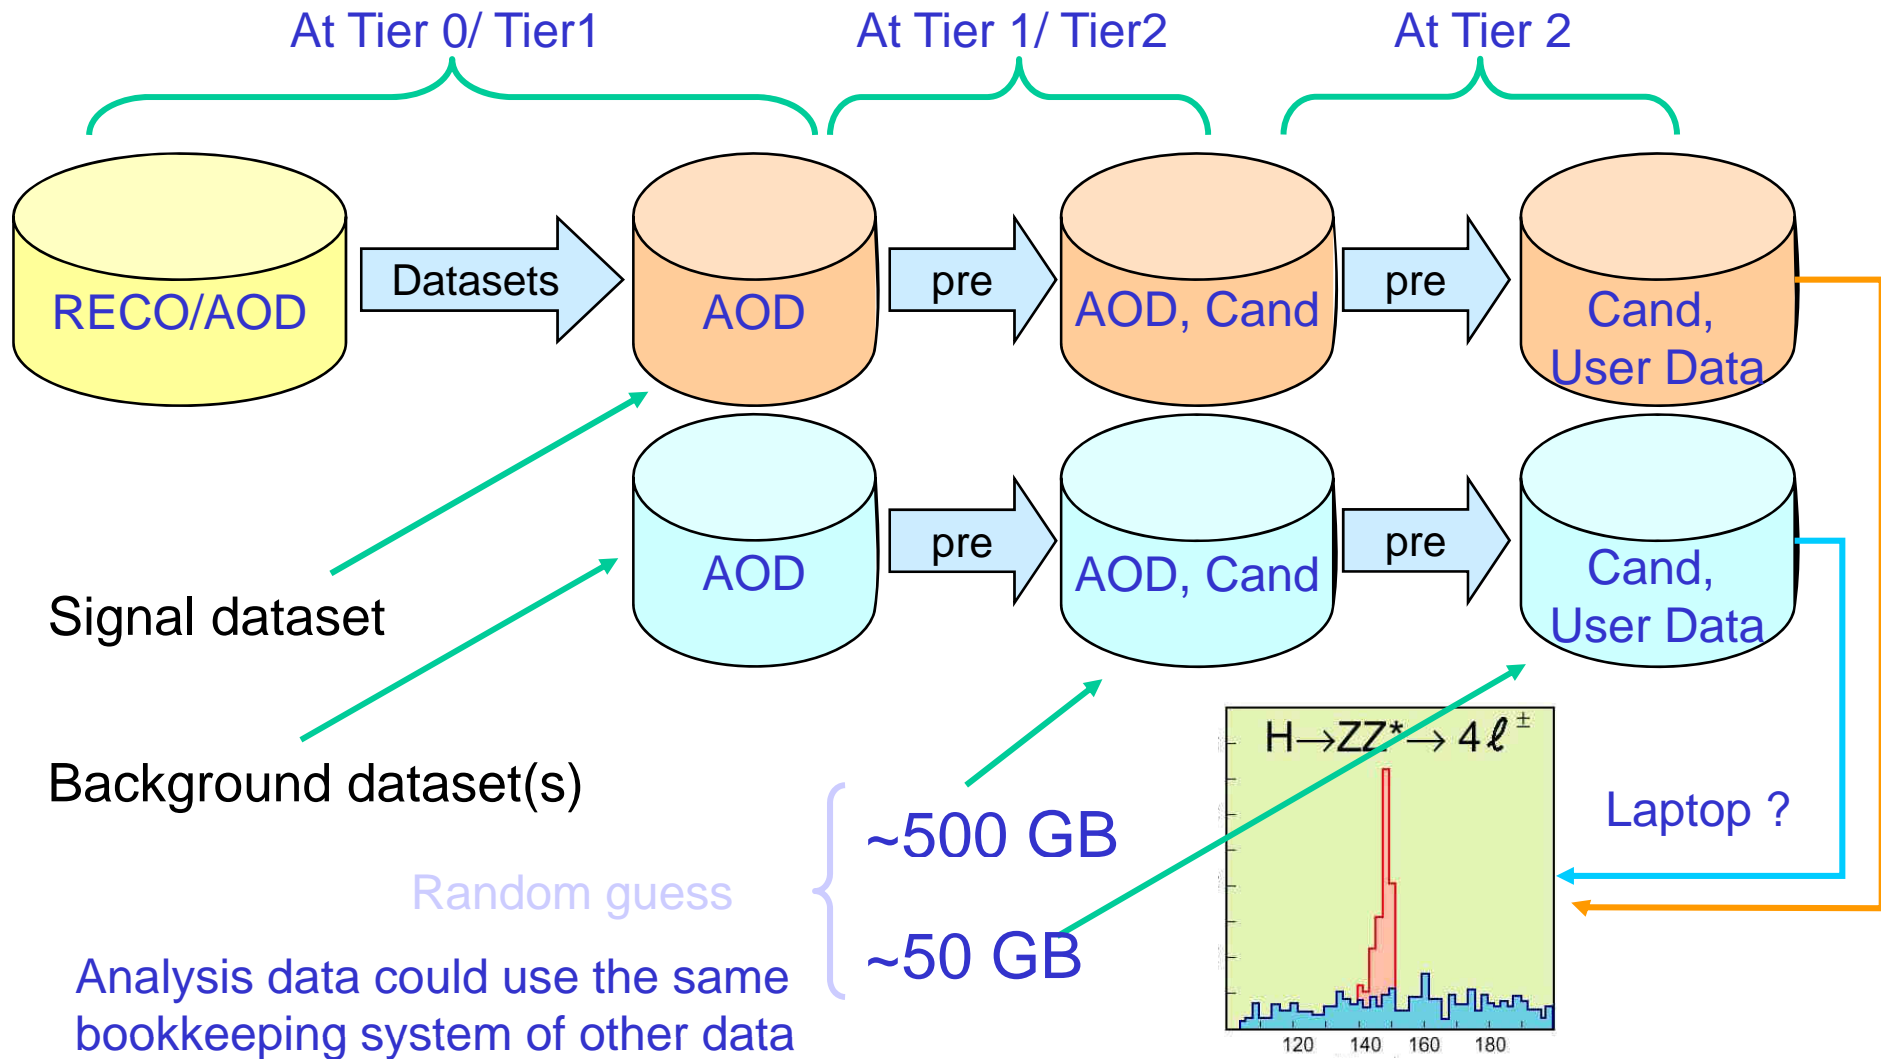 At Tier 0/ Tier1
At Tier 1/ Tier2
At Tier 2
RECO/AOD
Datasets
AOD
pre
AOD, Cand
pre
Cand,
User Data
AOD
pre
AOD, Cand
pre
Cand,
User Data
Signal dataset
Background dataset(s)
Random guess
~500 GB
~50 GB
H→ZZ*→ 4ℓ±
120 140 160 180
Laptop ?
Analysis data could use the same
bookkeeping system of other data